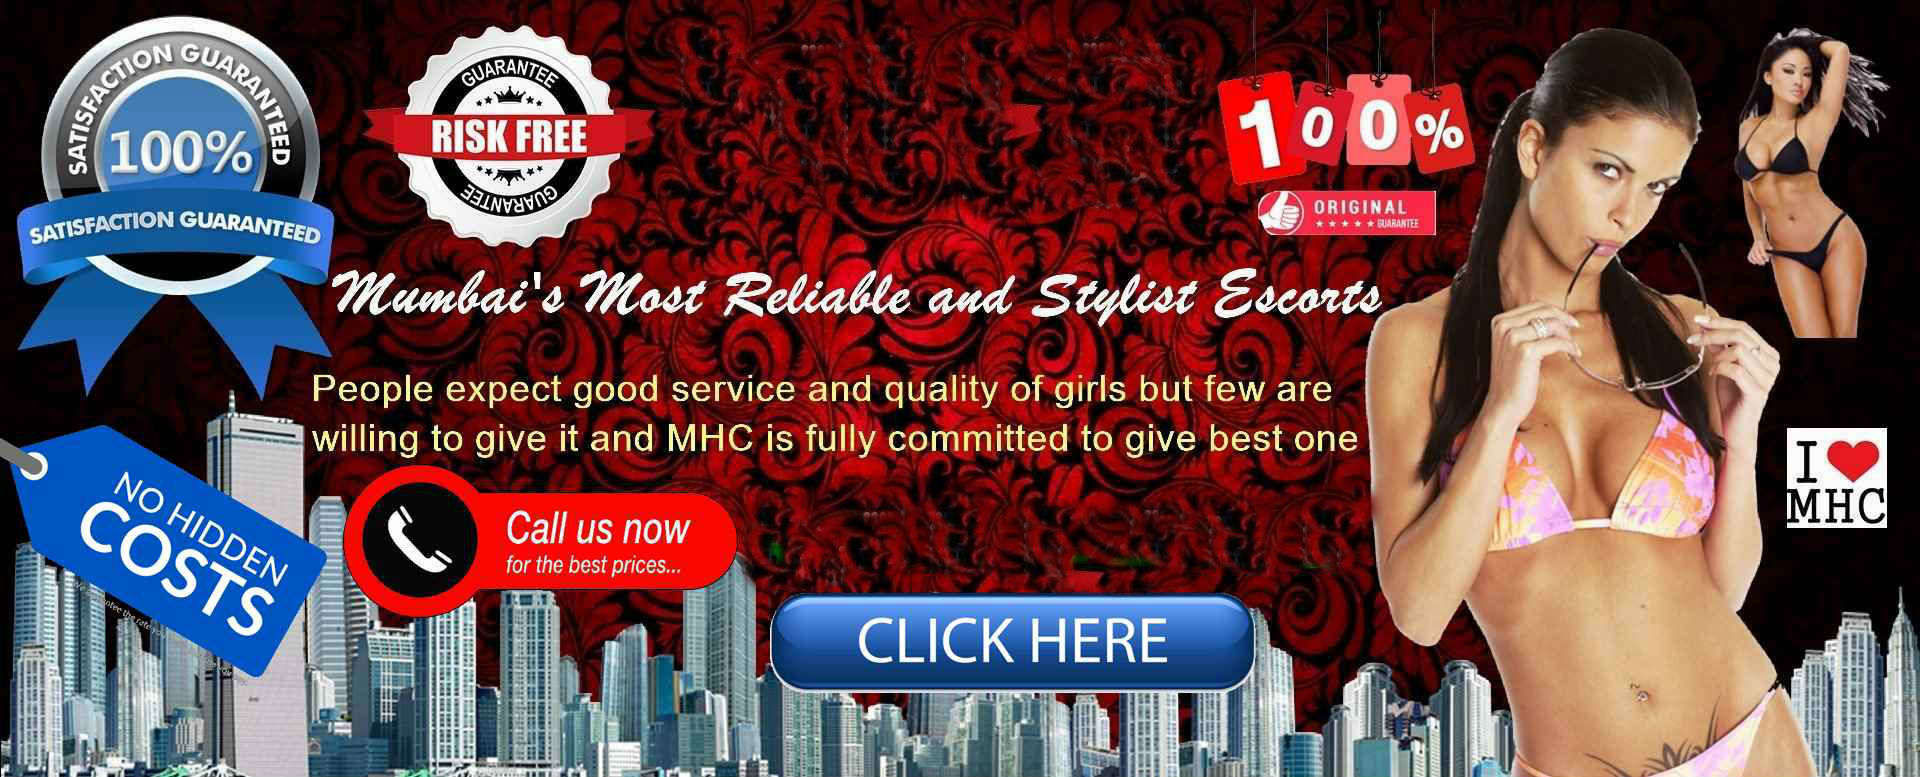 SATISFACTION GUARANTEED
100%
SATISFACTION GUARANTEED
GUARANTEE
RISK FREE
GUARANTEE
100%
ORIGINAL
GUARANTEE
Mumbai's Most Reliable and Stylist Escorts
People expect good service and quality of girls but few are
willing to give it and MHC is fully committed to give best one
NO HIDDEN
COSTS
Call us now
for the best prices...
CLICK HERE
I ❤
MHC